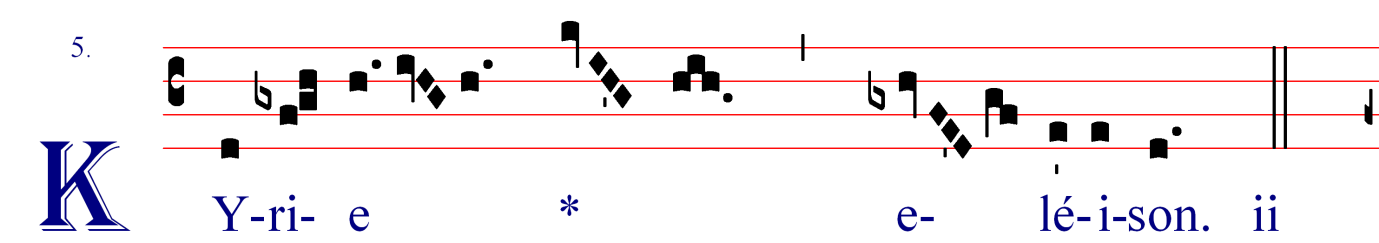 5.
KY-ri- e * e- lé-i-son. ii